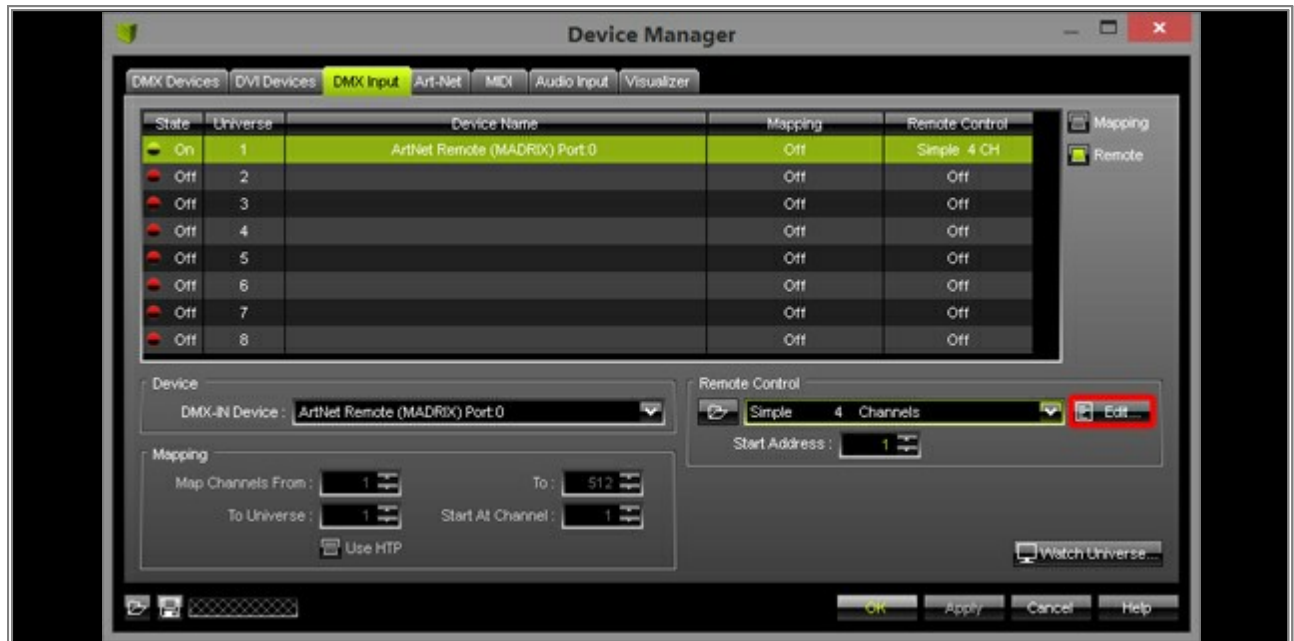 Device Manager
DMX Devices DVI Devices DMX Input Art-Net MIDI Audio Input Visualizer
State Universe Device Name Mapping Remote Control
Mapping
On 1 ArtNet Remote (MADRIX) Port:0 Off Simple 4 CH
Remote
Off 2 Off Off
Off 3 Off Off
Off 4 Off Off
Off 5 Off Off
Off 6 Off Off
Off 7 Off Off
Off 8 Off Off
Device Remote Control
DMX-IN Device : ArtNet Remote (MADRIX) Port:0 Simple 4 Channels Edit...
Start Address : 1
Mapping
Map Channels From : 1 To : 512
To Universe : 1 Start At Channel : 1
Use HTP
Watch Universe...
OK Apply Cancel Help